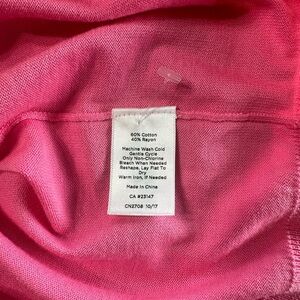 60% Cotton
40% Rayon
Machine Wash Cold
Gentle Cycle
Only Non-Chlorine
Bleach When Needed
Reshape, Lay Flat To
Dry
Warm Iron, If Needed
Made In China
CA #23147
CN2708 10/17